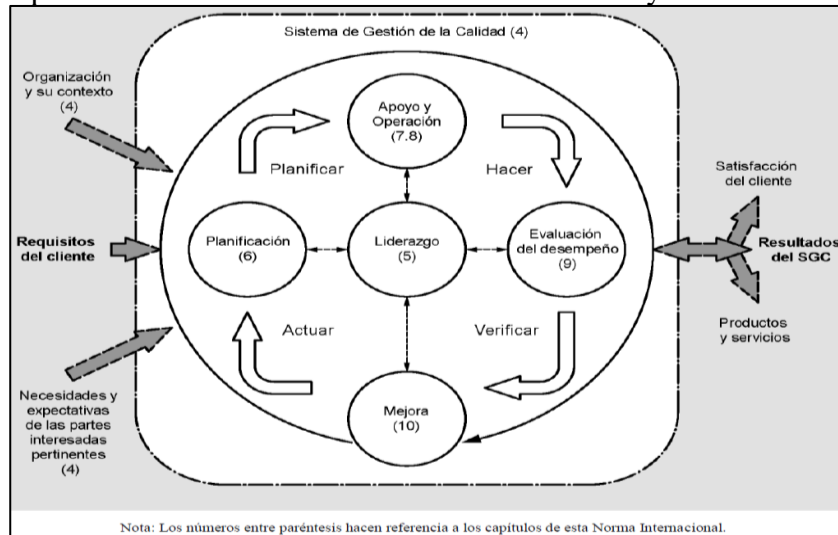 Sistema de Gestión de la Calidad (4)
Organización
y su contexto
(4)
Apoyo y
Operación
(7.8)
Planificar
Hacer
Satisfacción
del cliente
Requisitos
del cliente
Planificación
(6)
Liderazgo
(5)
Evaluación
del desempeño
(9)
Resultados
del SGC
Actuar
Verificar
Productos
y servicios
Necesidades y
expectativas
de las partes
interesadas
pertinentes
(4)
Mejora
(10)
Nota: Los números entre paréntesis hacen referencia a los capítulos de esta Norma Internacional.